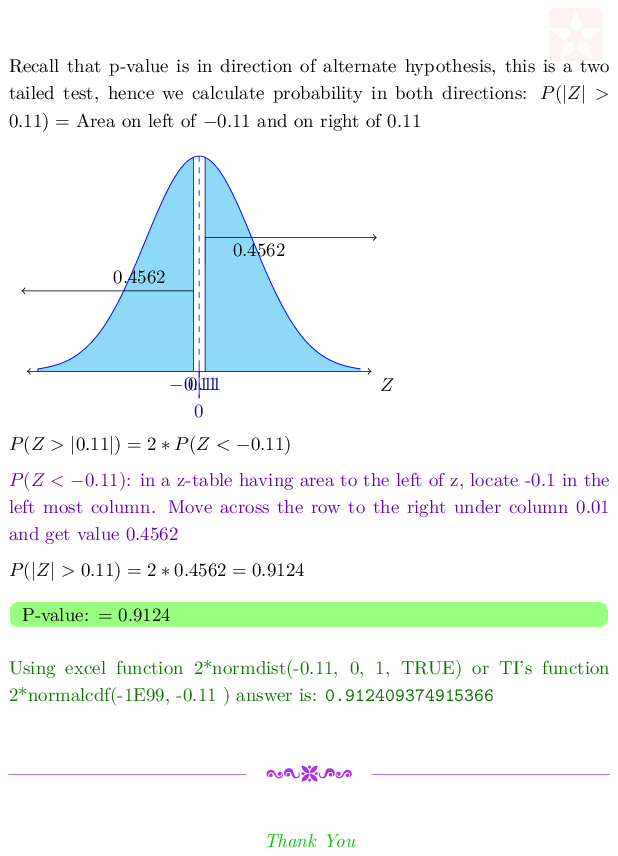 Recall that p-value is in direction of alternate hypothesis, this is a two
tailed test, hence we calculate probability in both directions: P(|Z| >
0.11) = Area on left of −0.11 and on right of 0.11
0.4562
0.4562
−0.11 0.11
Z
0
P(Z > |0.11|) = 2 ∗ P(Z < −0.11)
P(Z < −0.11): in a z-table having area to the left of z, locate -0.1 in the
left most column. Move across the row to the right under column 0.01
and get value 0.4562
P(|Z| > 0.11) = 2 ∗ 0.4562 = 0.9124
P-value: = 0.9124
Using excel function 2*normdist(-0.11, 0, 1, TRUE) or TI's function
2*normalcdf(-1E99, -0.11 ) answer is: 0.912409374915366
Thank You